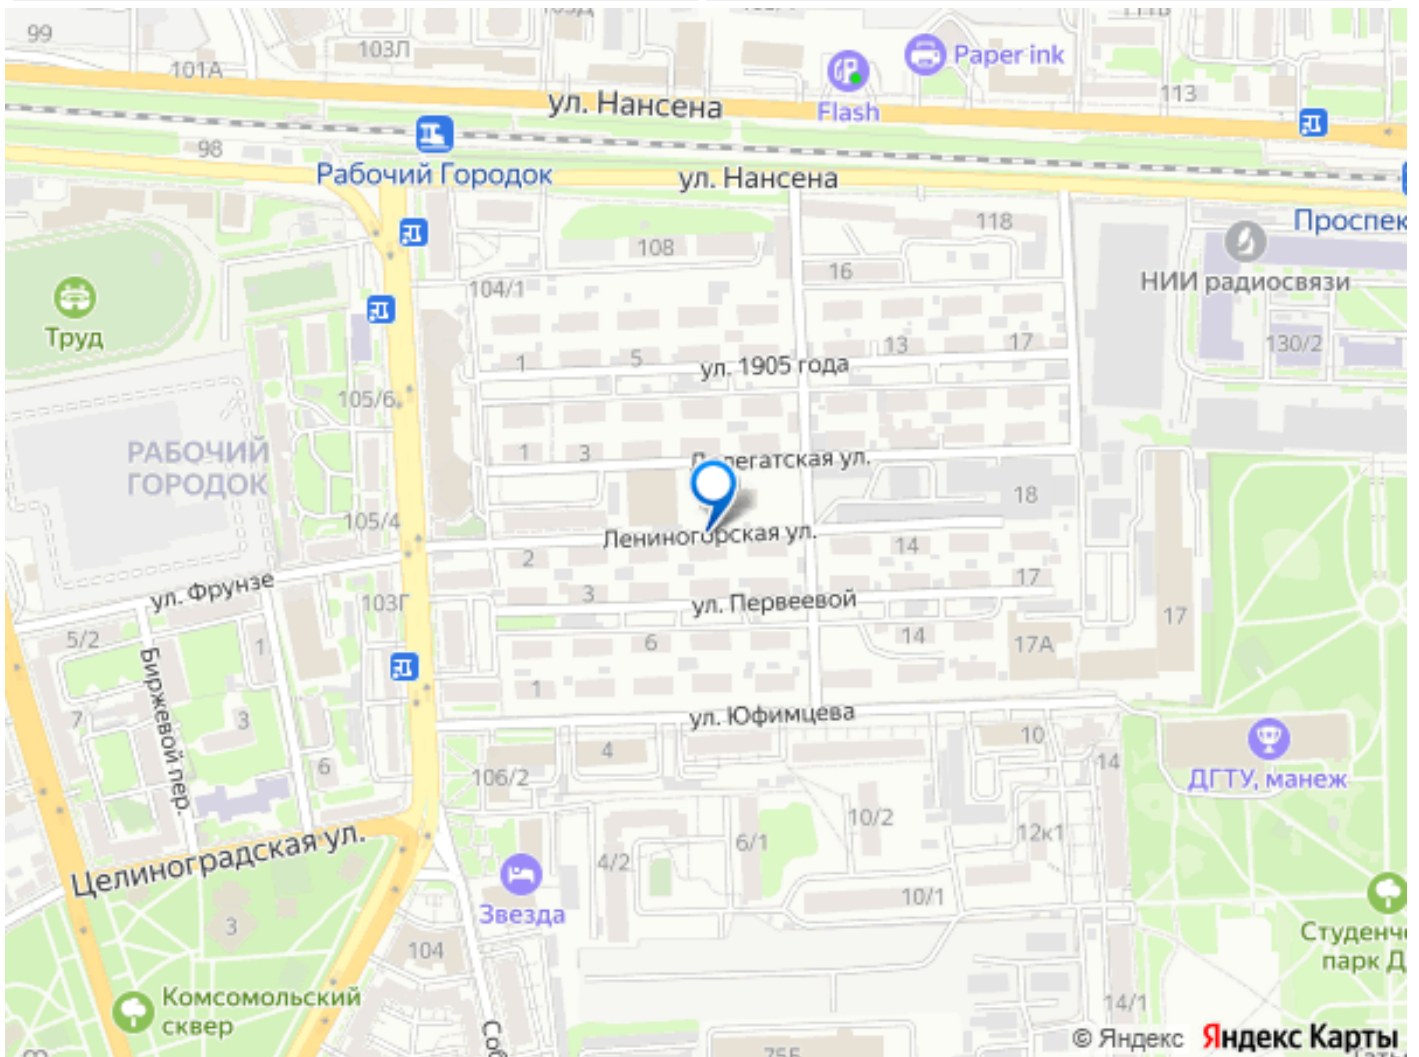 99
103Л
101А
Paper ink
Flash
113
ул. Нансена
98
Рабочий Городок
ул. Нансена
Проспек
118
108
16
104/1
НИИ радиосвязи
Труд
130/2
1
5
13
17
ул. 1905 года
105/6
РАБОЧИЙ
ГОРОДОК
1
3
легатская ул.
18
105/4
Лениногорская ул.
2
14
ул. Фрунзе
103Г
3
17
ул. Первеевой
5/2
1
6
14
17А
17
Биржевой пер.
7
3
1
ул. Юфимцева
6
106/2
4
10
14
ДГТУ, манеж
Целиноградская ул.
10/2
12к1
6/1
4/2
10/1
Звезда
3
104
Студенче
парк Д
Комсомольский
сквер
14/1
Соб
75Б
© Яндекс Яндекс Карты